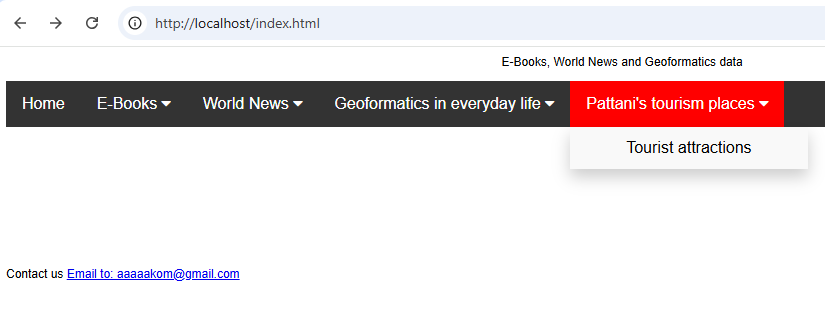 http://localhost/index.html
E-Books, World News and Geoformatics data
Home E-Books World News Geoformatics in everyday life Pattani's tourism places
Tourist attractions
Contact us Email to: aaaaakom@gmail.com